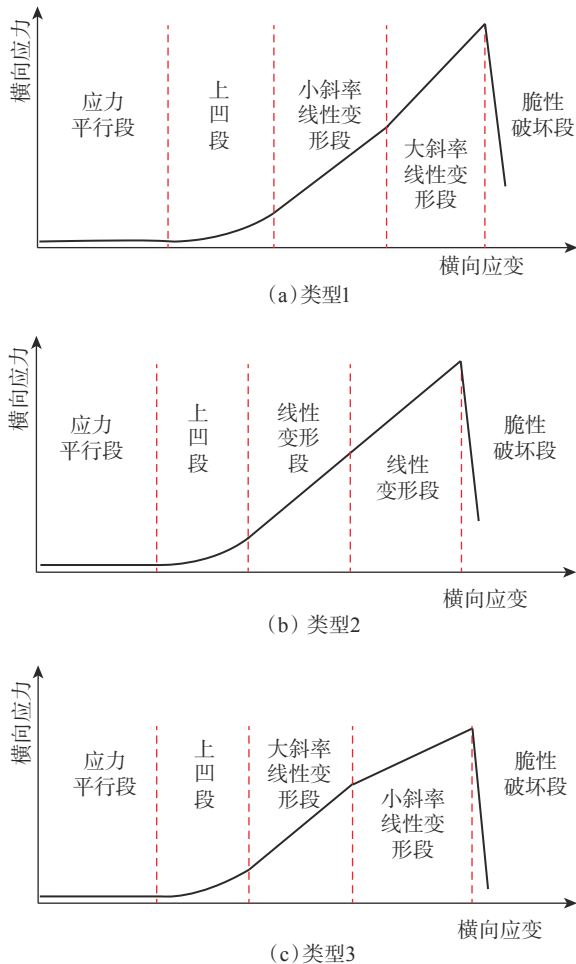 横向应力
应力
平行段
上
凹
段
小斜率
线性变
形段
大斜率
线性变
形段
脆性
破坏段
横向应变
(a)类型1
横向应力
应力
平行段
上
凹
段
线性
变形
段
线性
变形段
脆性
破坏段
横向应变
(b) 类型2
横向应力
应力
平行段
上
凹
段
大斜率
线性变
形段
小斜率
线性变
形段
脆性
破坏段
横向应变
(c)类型3